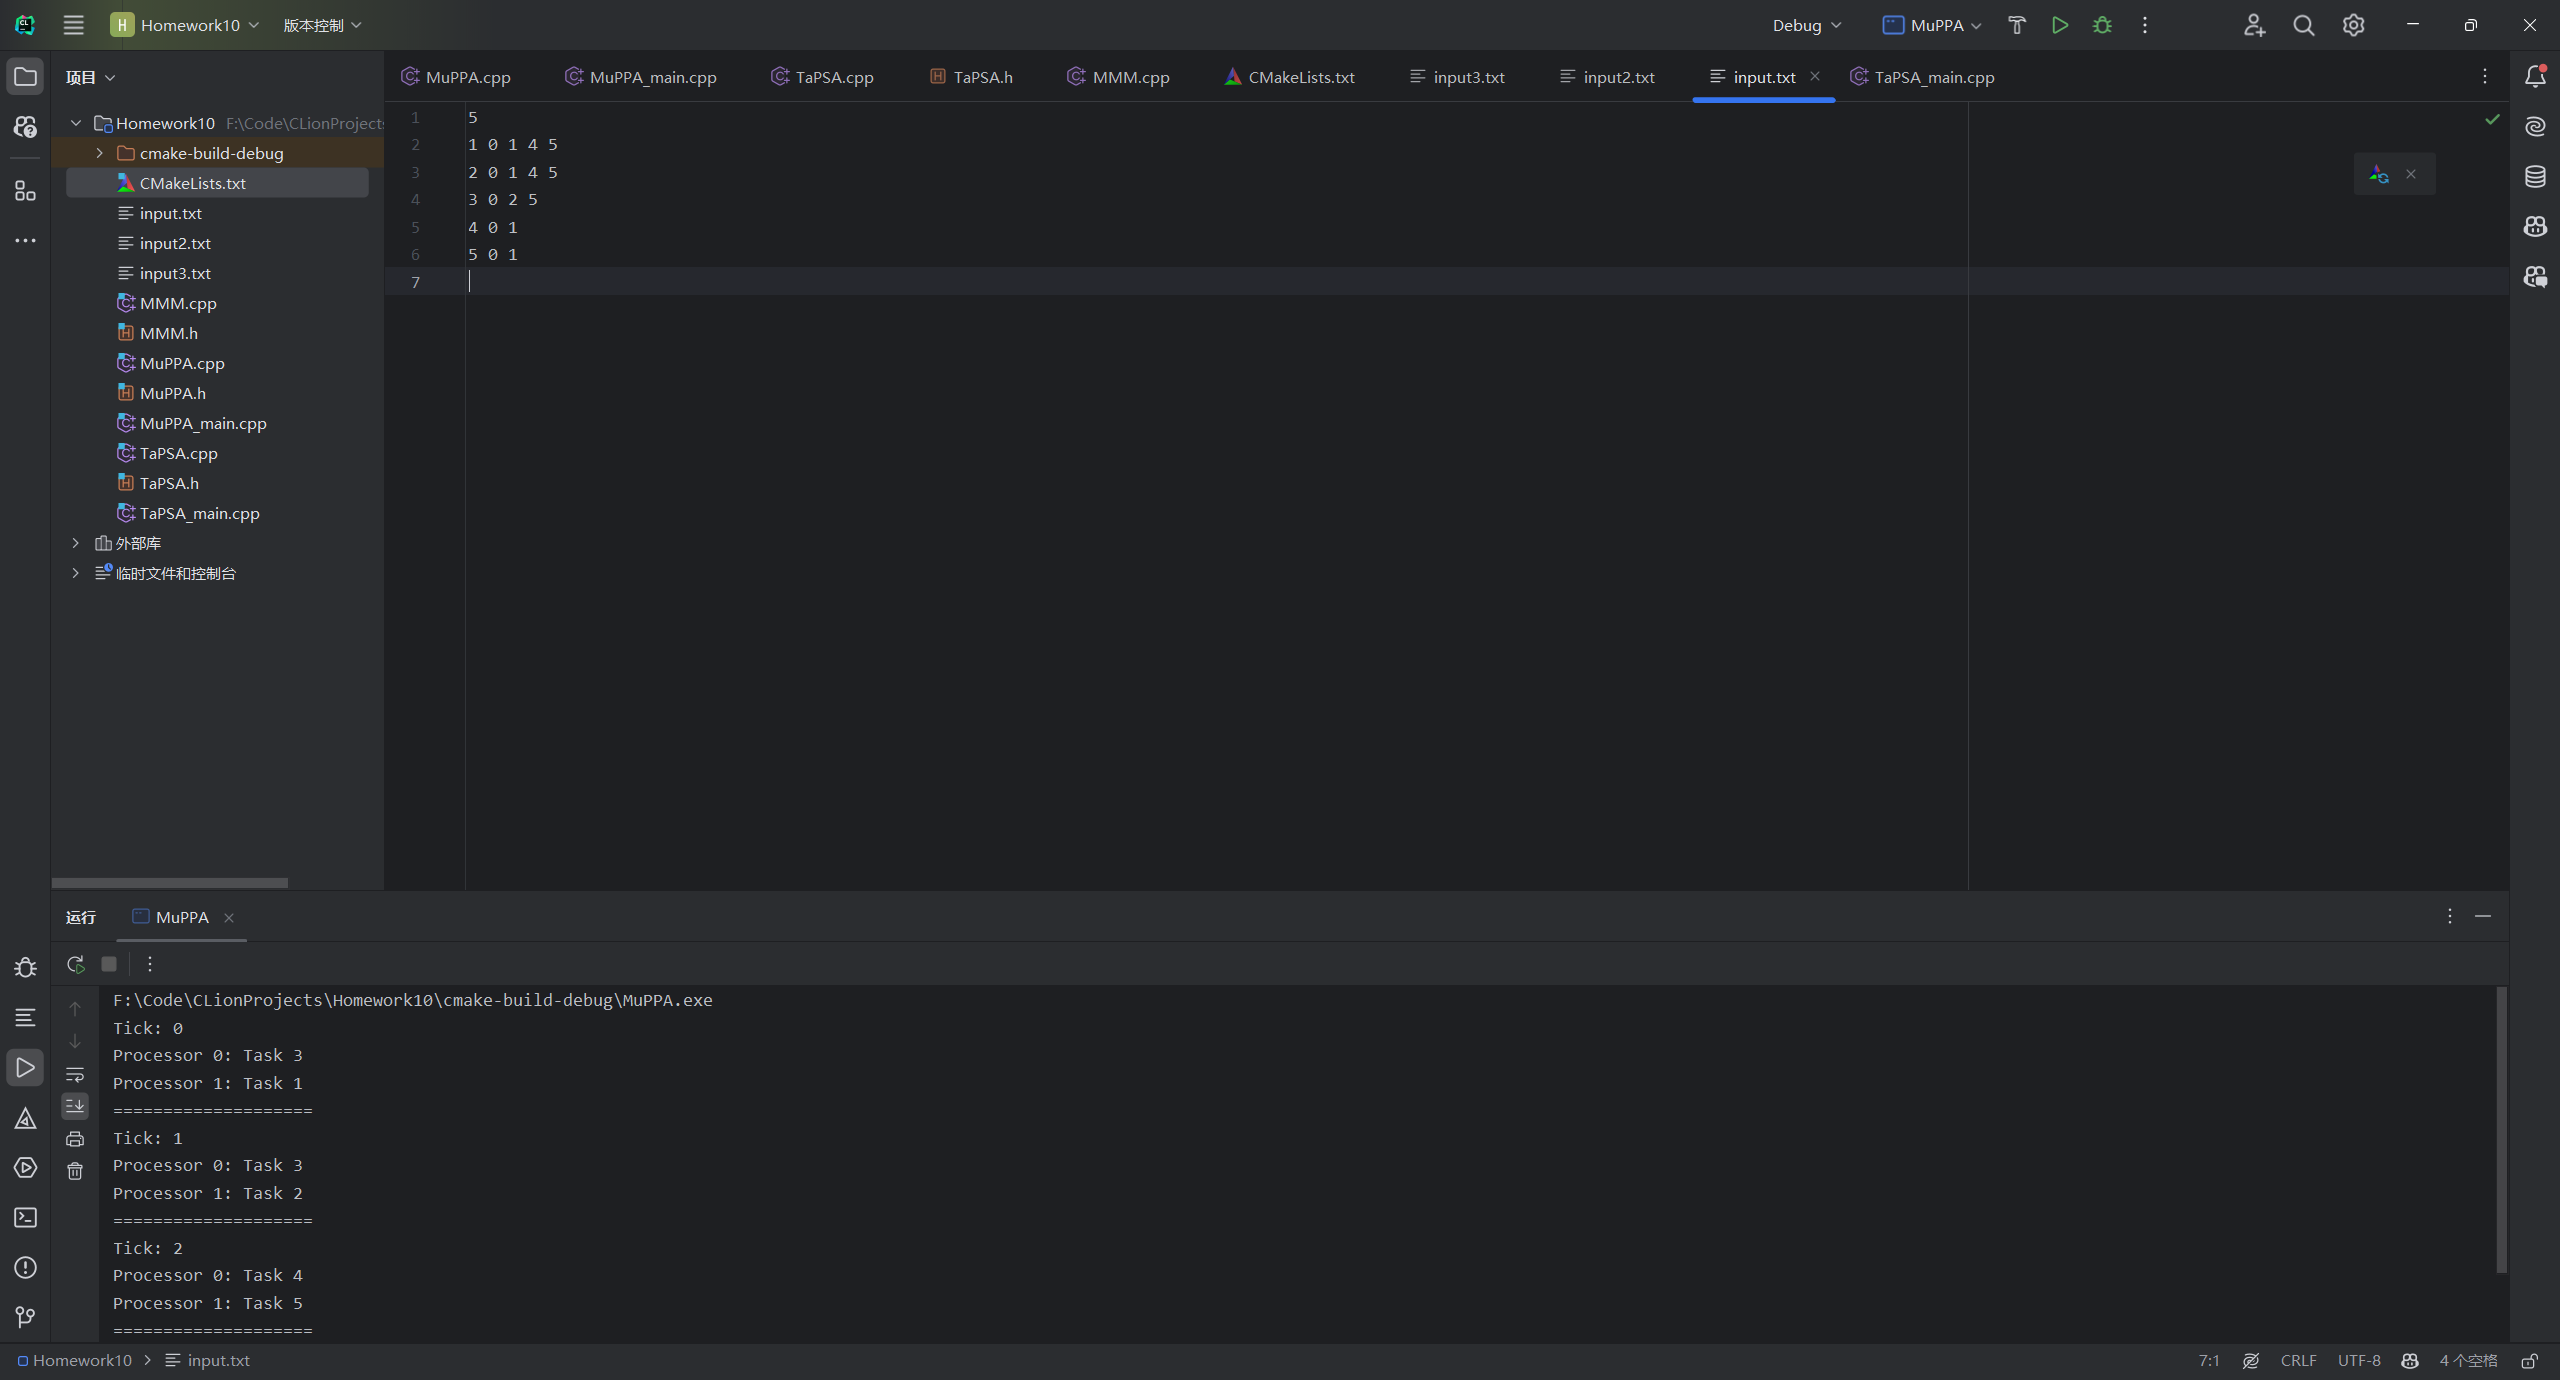 H Homework10 版本控制 Debug MuPPA
项目
MuPPA.cpp MuPPA_main.cpp TaPSA.cpp TaPSA.h MMM.cpp CMakeLists.txt input3.txt input2.txt input.txt TaPSA_main.cpp
Homework10 F:\Code\CLionProjects
cmake-build-debug
CMakeLists.txt
input.txt
input2.txt
input3.txt
MMM.cpp
MMM.h
MuPPA.cpp
MuPPA.h
MuPPA_main.cpp
TaPSA.cpp
TaPSA.h
TaPSA_main.cpp
外部库
临时文件和控制台
1 5
2 1 0 1 4 5
3 2 0 1 4 5
4 3 0 2 5
5 4 0 1
6 5 0 1
7
运行 MuPPA
F:\Code\CLionProjects\Homework10\cmake-build-debug\MuPPA.exe
Tick: 0
Processor 0: Task 3
Processor 1: Task 1
====================
Tick: 1
Processor 0: Task 3
Processor 1: Task 2
====================
Tick: 2
Processor 0: Task 4
Processor 1: Task 5
====================
Homework10 input.txt 7:1 CRLF UTF-8 4 个空格